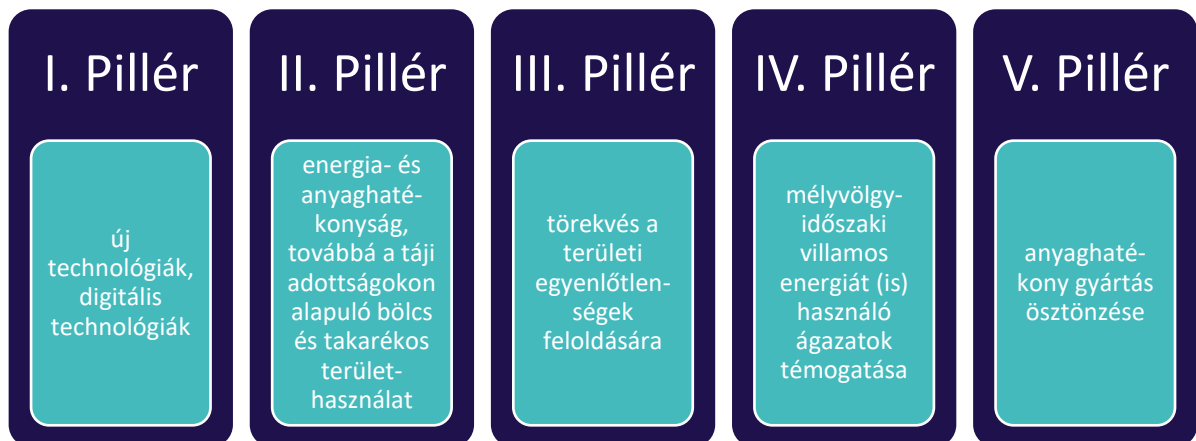 I. Pillér
új
technológiák,
digitális
technológiák
II. Pillér
energia- és
anyaghaté-
konyság,
továbbá a táji
adottságokon
alapuló bölcs
és takarékos
terület-
használat
III. Pillér
törekvés a
területi
egyenlőtlen-
ségek
feloldására
IV. Pillér
mélyvölgy-
időszaki
villamos
energiát (is)
használó
ágazatok
támogatása
V. Pillér
anyaghaté-
kony gyártás
ösztönzése